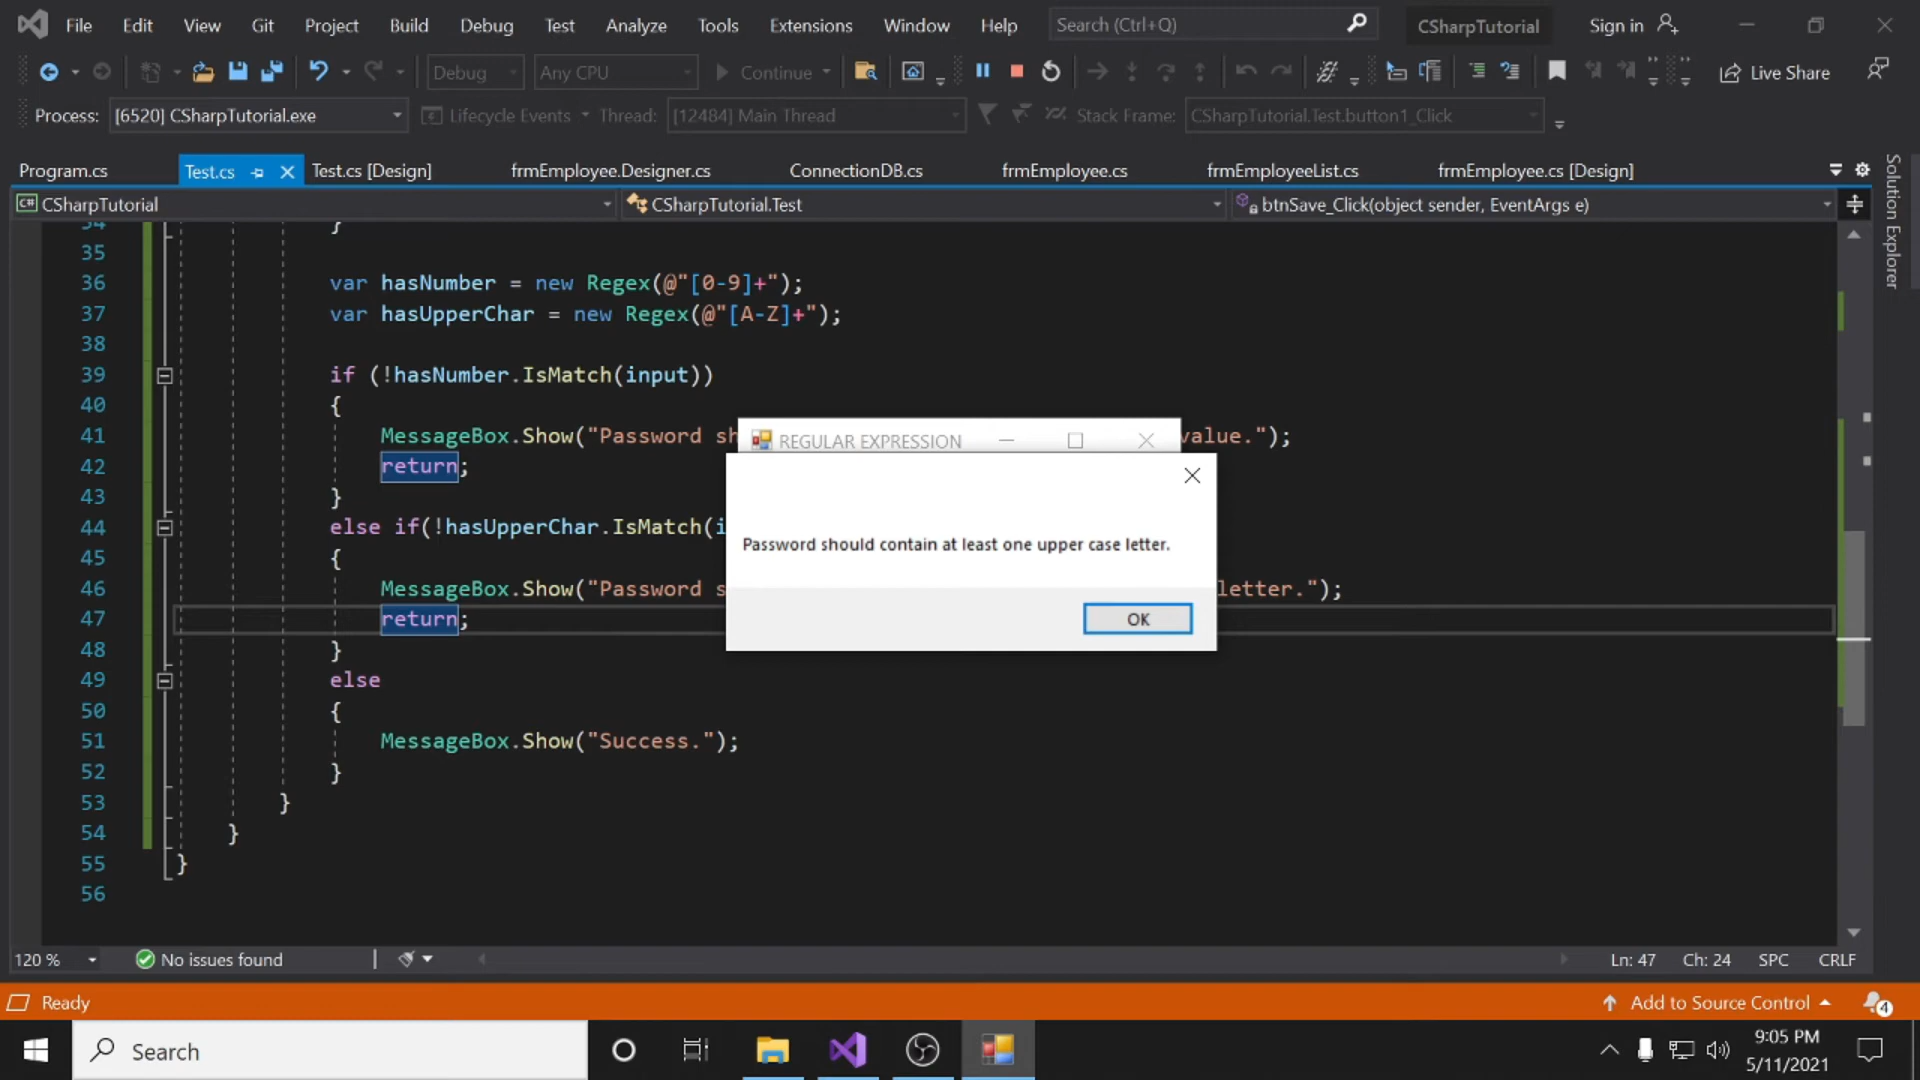 File Edit View Git Project Build Debug Test Analyze Tools Extensions Window Help Search (Ctrl+Q) CSharpTutorial Sign in
Debug Any CPU Continue Live Share
Process: [6520] CSharpTutorial.exe Lifecycle Events Thread: [12484] Main Thread Stack Frame: CSharpTutorial.Test.button1_Click
Program.cs Test.cs Test.cs [Design] frmEmployee.Designer.cs ConnectionDB.cs frmEmployee.cs frmEmployeeList.cs frmEmployee.cs [Design]
Solution Explorer
C# CSharpTutorial CSharpTutorial.Test btnSave_Click(object sender, EventArgs e)
34 }
35
36 var hasNumber = new Regex(@"[0-9]+");
37 var hasUpperChar = new Regex(@"[A-Z]+");
38
39 if (!hasNumber.IsMatch(input))
40 {
41 MessageBox.Show("Password sh value.");
REGULAR EXPRESSION
42 return;
43 }
44 else if(!hasUpperChar.IsMatch(i
Password should contain at least one upper case letter.
45 {
46 MessageBox.Show("Password s letter.");
47 return;
OK
48 }
49 else
50 {
51 MessageBox.Show("Success.");
52 }
53 }
54 }
55 }
56
120 % No issues found Ln: 47 Ch: 24 SPC CRLF
Ready Add to Source Control 4
Search 9:05 PM
5/11/2021